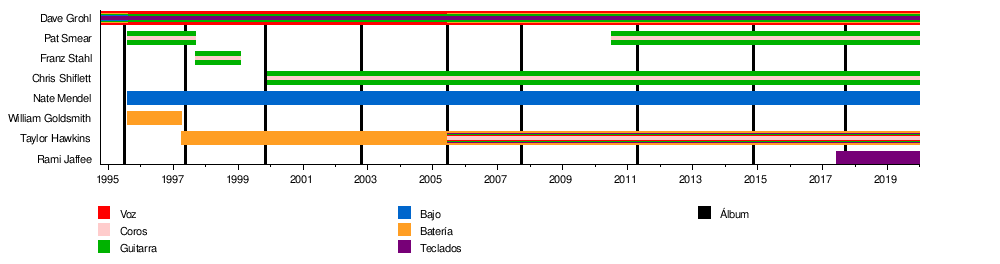 Dave Grohl
Pat Smear
Franz Stahl
Chris Shiflett
Nate Mendel
William Goldsmith
Taylor Hawkins
Rami Jaffee
1995 1997 1999 2001 2003 2005 2007 2009 2011 2013 2015 2017 2019
Voz Bajo Álbum
Coros Batería
Guitarra Teclados